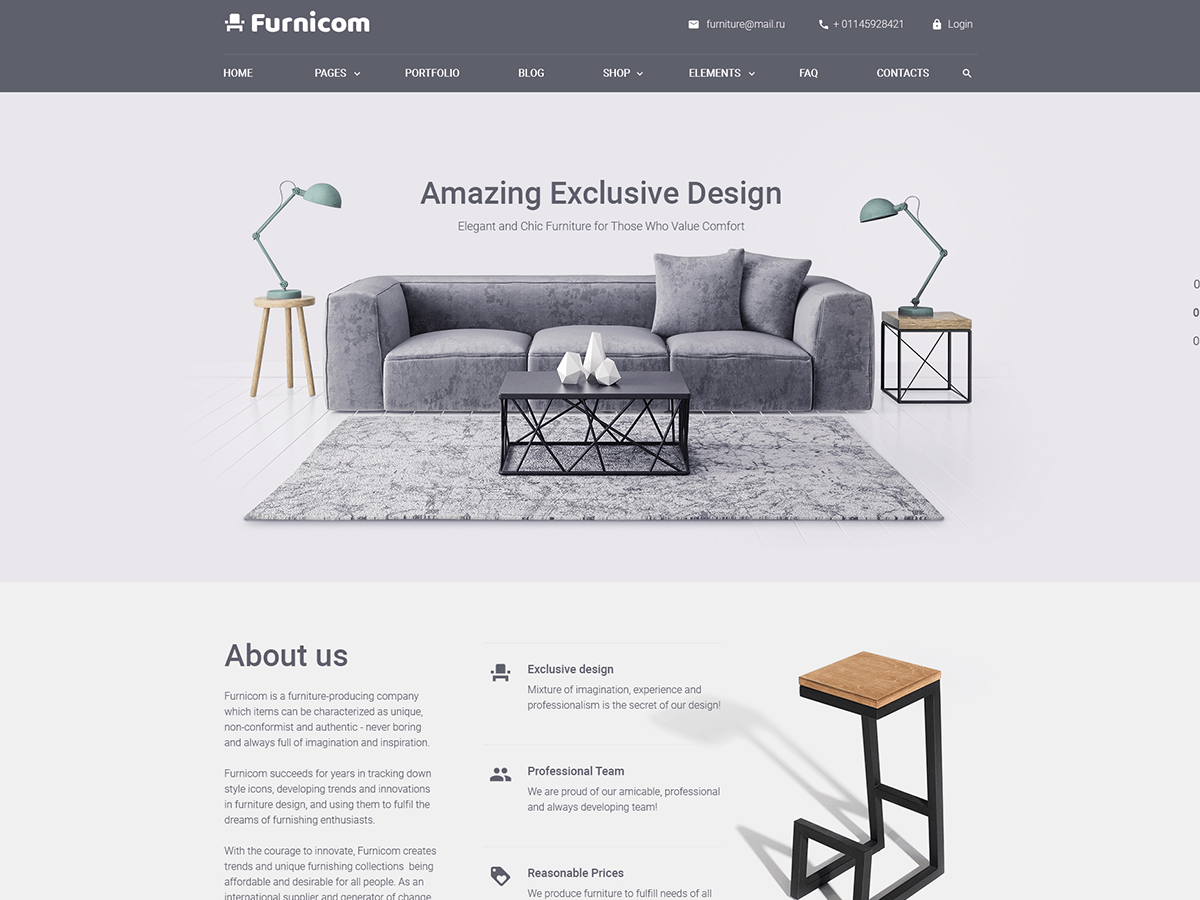 Furnicom
furniture@mail.ru
+ 01145928421
Login
HOME
PAGES
PORTFOLIO
BLOG
SHOP
ELEMENTS
FAQ
CONTACTS
Amazing Exclusive Design
Elegant and Chic Furniture for Those Who Value Comfort
0
0
0
About us
Furnicom is a furniture-producing company
which items can be characterized as unique,
non-conformist and authentic - never boring
and always full of imagination and inspiration.
Furnicom succeeds for years in tracking down
style icons, developing trends and innovations
in furniture design, and using them to fulfil the
dreams of furnishing enthusiasts.
With the courage to innovate, Furnicom creates
trends and unique furnishing collections being
affordable and desirable for all people. As an
international supplier and generator of change
Exclusive design
Mixture of imagination, experience and
professionalism is the secret of our design!
Professional Team
We are proud of our amicable, professional
and always developing team!
Reasonable Prices
We produce furniture to fulfill needs of all